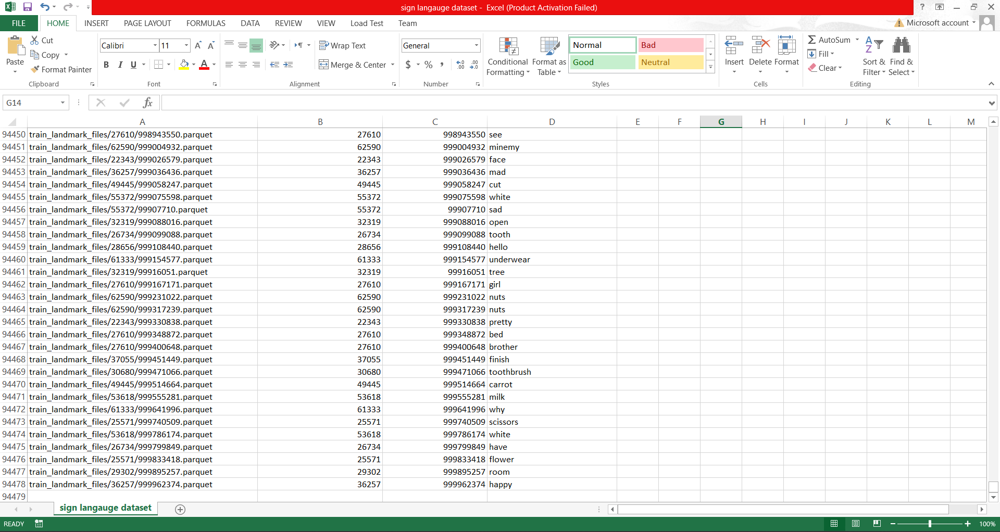 sign langauge dataset - Excel (Product Activation Failed)
FILE HOME INSERT PAGE LAYOUT FORMULAS DATA REVIEW VIEW Load Test Team Microsoft account
Paste
Cut
Copy
Format Painter
Clipboard
Calibri 11
B I U
Font
Wrap Text
Merge & Center
Alignment
General
$ % ,
Number
Conditional Formatting
Format as Table
Normal Bad
Good Neutral
Styles
Insert Delete Format
Cells
AutoSum
Fill
Clear
Sort & Filter
Find & Select
Editing
G14 fx
A B C D E F G H I J K L M
94450 train_landmark_files/27610/998943550.parquet 27610 998943550 see
94451 train_landmark_files/62590/999004932.parquet 62590 999004932 minemy
94452 train_landmark_files/22343/999026579.parquet 22343 999026579 face
94453 train_landmark_files/36257/999036436.parquet 36257 999036436 mad
94454 train_landmark_files/49445/999058247.parquet 49445 999058247 cut
94455 train_landmark_files/55372/999075598.parquet 55372 999075598 white
94456 train_landmark_files/55372/99907710.parquet 55372 99907710 sad
94457 train_landmark_files/32319/999088016.parquet 32319 999088016 open
94458 train_landmark_files/26734/999099088.parquet 26734 999099088 tooth
94459 train_landmark_files/28656/999108440.parquet 28656 999108440 hello
94460 train_landmark_files/61333/999154577.parquet 61333 999154577 underwear
94461 train_landmark_files/32319/99916051.parquet 32319 99916051 tree
94462 train_landmark_files/27610/999167171.parquet 27610 999167171 girl
94463 train_landmark_files/62590/999231022.parquet 62590 999231022 nuts
94464 train_landmark_files/62590/999317239.parquet 62590 999317239 nuts
94465 train_landmark_files/22343/999330838.parquet 22343 999330838 pretty
94466 train_landmark_files/27610/999348872.parquet 27610 999348872 bed
94467 train_landmark_files/27610/999400648.parquet 27610 999400648 brother
94468 train_landmark_files/37055/999451449.parquet 37055 999451449 finish
94469 train_landmark_files/30680/999471066.parquet 30680 999471066 toothbrush
94470 train_landmark_files/49445/999514664.parquet 49445 999514664 carrot
94471 train_landmark_files/53618/999555281.parquet 53618 999555281 milk
94472 train_landmark_files/61333/999641996.parquet 61333 999641996 why
94473 train_landmark_files/25571/999740509.parquet 25571 999740509 scissors
94474 train_landmark_files/53618/999786174.parquet 53618 999786174 white
94475 train_landmark_files/26734/999799849.parquet 26734 999799849 have
94476 train_landmark_files/25571/999833418.parquet 25571 999833418 flower
94477 train_landmark_files/29302/999895257.parquet 29302 999895257 room
94478 train_landmark_files/36257/999962374.parquet 36257 999962374 happy
94479
sign langauge dataset
READY 100%